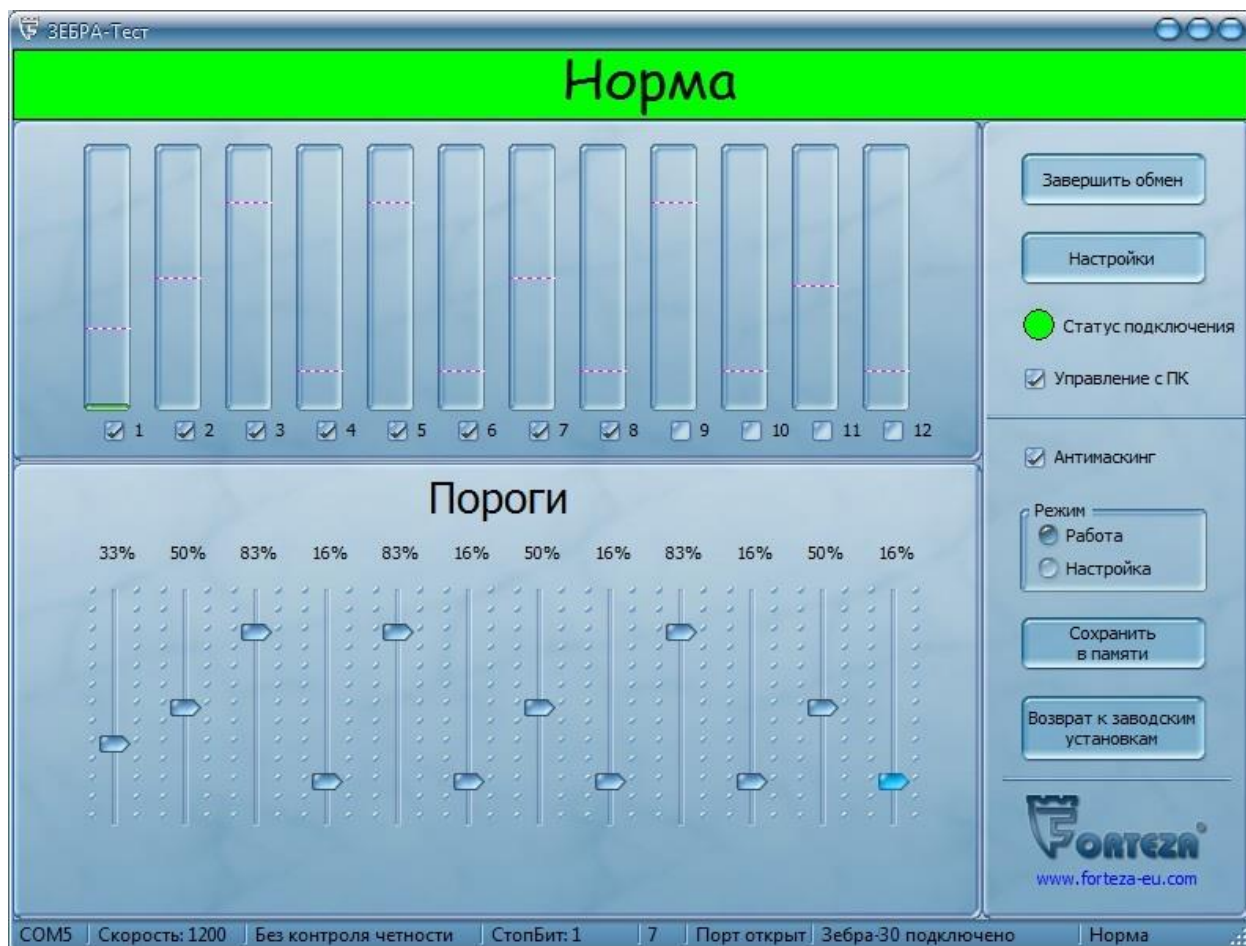 ЗЕБРА-Тест
Норма
1 2 3 4 5 6 7 8 9 10 11 12
Пороги
33% 50% 83% 16% 83% 16% 50% 16% 83% 16% 50% 16%
Завершить обмен
Настройки
Статус подключения
Управление с ПК
Антимаскинг
Режим
Работа
Настройка
Сохранить
в памяти
Возврат к заводским
установкам
FORTEZA®
www.forteza-eu.com
COM5 Скорость: 1200 Без контроля четности СтопБит: 1 7 Порт открыт Зебра-30 подключено Норма